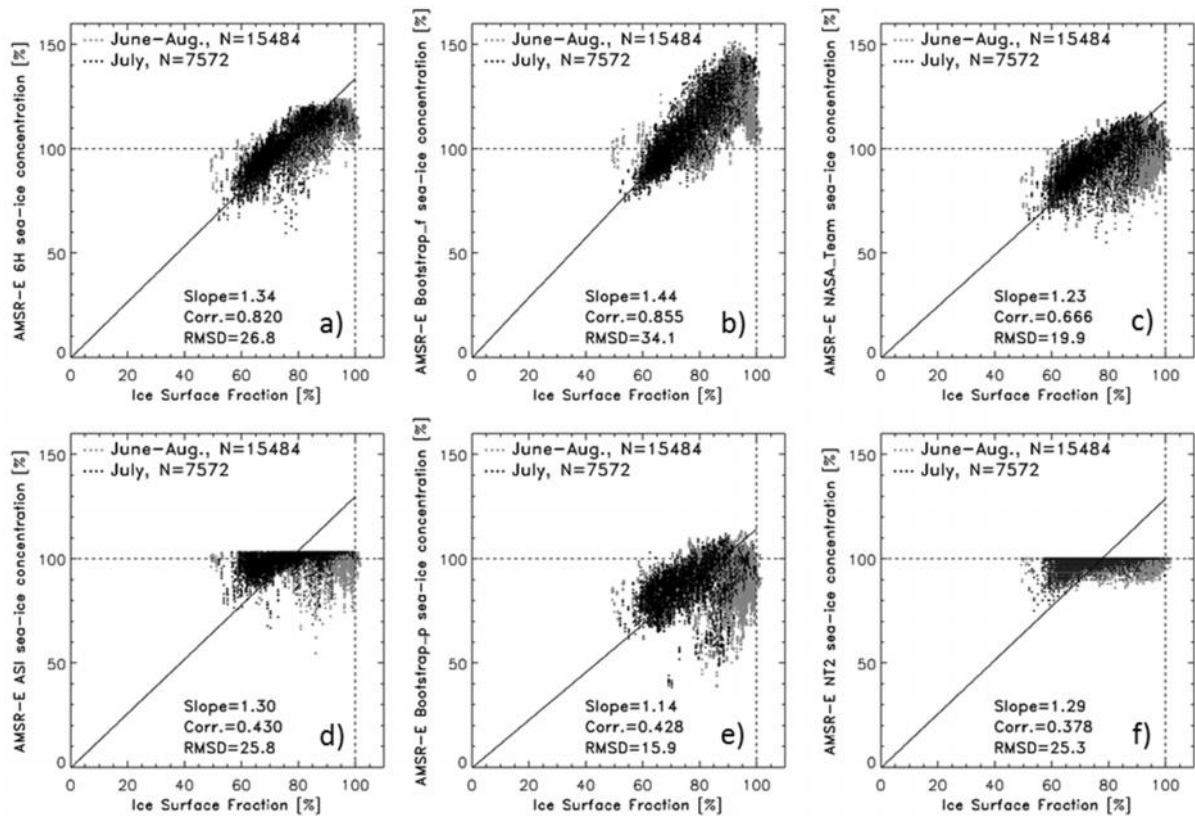 AMSR-E 6H sea-ice concentration [%]
150
100
50
0
June-Aug., N=15484
July, N=7572
Slope=1.34
Corr.=0.820
RMSD=26.8
a)
0 20 40 60 80 100
Ice Surface Fraction [%]
AMSR-E Bootstrap_f sea-ice concentration [%]
150
100
50
0
June-Aug., N=15484
July, N=7572
Slope=1.44
Corr.=0.855
RMSD=34.1
b)
0 20 40 60 80 100
Ice Surface Fraction [%]
AMSR-E NASA_Team sea-ice concentration [%]
150
100
50
0
June-Aug., N=15484
July, N=7572
Slope=1.23
Corr.=0.666
RMSD=19.9
c)
0 20 40 60 80 100
Ice Surface Fraction [%]
AMSR-E ASI sea-ice concentration [%]
150
100
50
0
June-Aug., N=15484
July, N=7572
Slope=1.30
Corr.=0.430
RMSD=25.8
d)
0 20 40 60 80 100
Ice Surface Fraction [%]
AMSR-E Bootstrap_p sea-ice concentration [%]
150
100
50
0
June-Aug., N=15484
July, N=7572
Slope=1.14
Corr.=0.428
RMSD=15.9
e)
0 20 40 60 80 100
Ice Surface Fraction [%]
AMSR-E NT2 sea-ice concentration [%]
150
100
50
0
June-Aug., N=15484
July, N=7572
Slope=1.29
Corr.=0.378
RMSD=25.3
f)
0 20 40 60 80 100
Ice Surface Fraction [%]